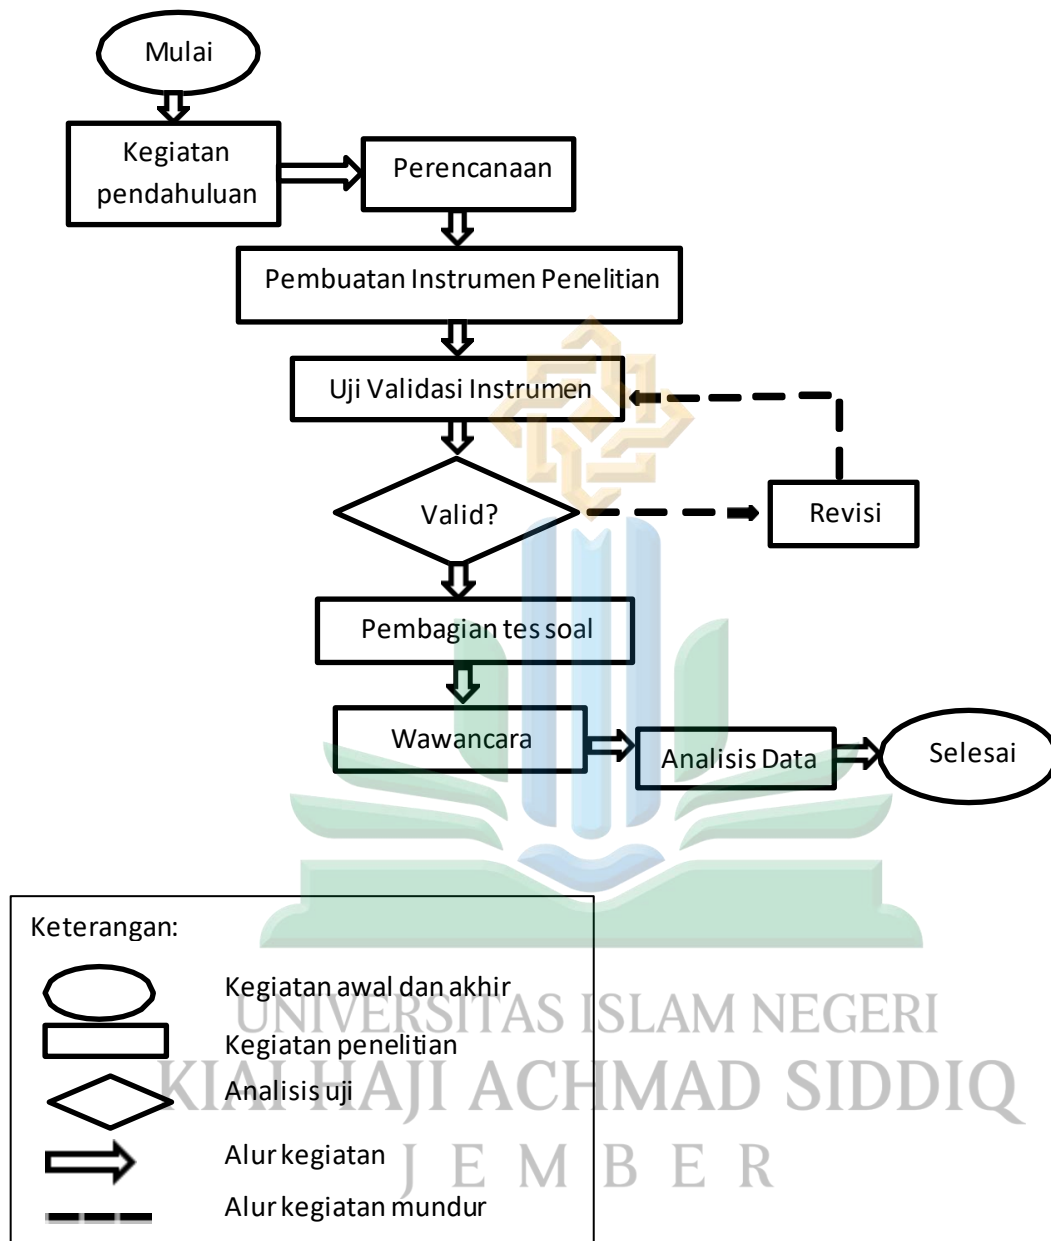 Mulai
Kegiatan
pendahuluan
Perencanaan
Pembuatan Instrumen Penelitian
Uji Validasi Instrumen
Valid?
Revisi
Pembagian tes soal
Wawancara
Analisis Data
Selesai
Keterangan:
Kegiatan awal dan akhir
Kegiatan penelitian
Analisis uji
Alur kegiatan
Alur kegiatan mundur
UNIVERSITAS ISLAM NEGERI
KIAI HAJI ACHMAD SIDDIQ
JEMBER